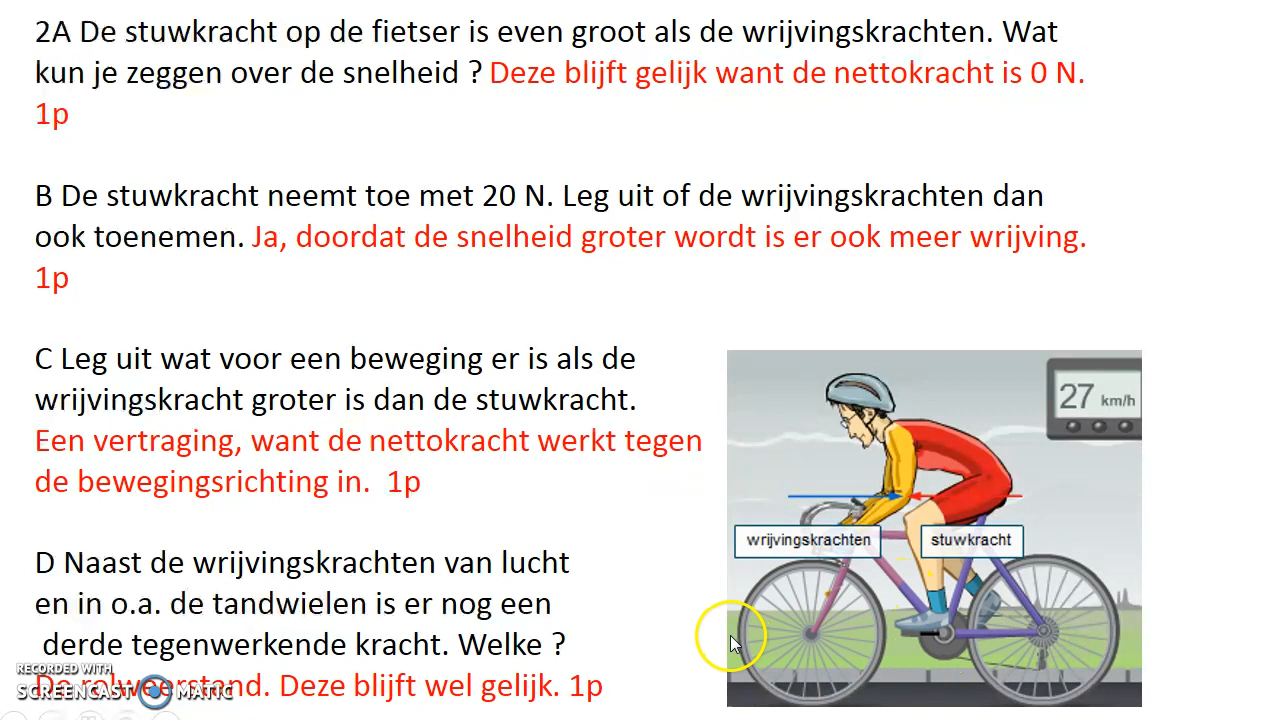 2A De stuwkracht op de fietser is even groot als de wrijvingskrachten. Wat
kun je zeggen over de snelheid ? Deze blijft gelijk want de nettokracht is 0 N.
1p
B De stuwkracht neemt toe met 20 N. Leg uit of de wrijvingskrachten dan
ook toenemen. Ja, doordat de snelheid groter wordt is er ook meer wrijving.
1p
C Leg uit wat voor een beweging er is als de
wrijvingskracht groter is dan de stuwkracht.
Een vertraging, want de nettokracht werkt tegen
de bewegingsrichting in. 1p
27 km/h
wrijvingskrachten
stuwkracht
D Naast de wrijvingskrachten van lucht
en in o.a. de tandwielen is er nog een
derde tegenwerkende kracht. Welke ?
De rolweerstand. Deze blijft wel gelijk. 1p
RECORDED WITH
SCREENCAST MATIC